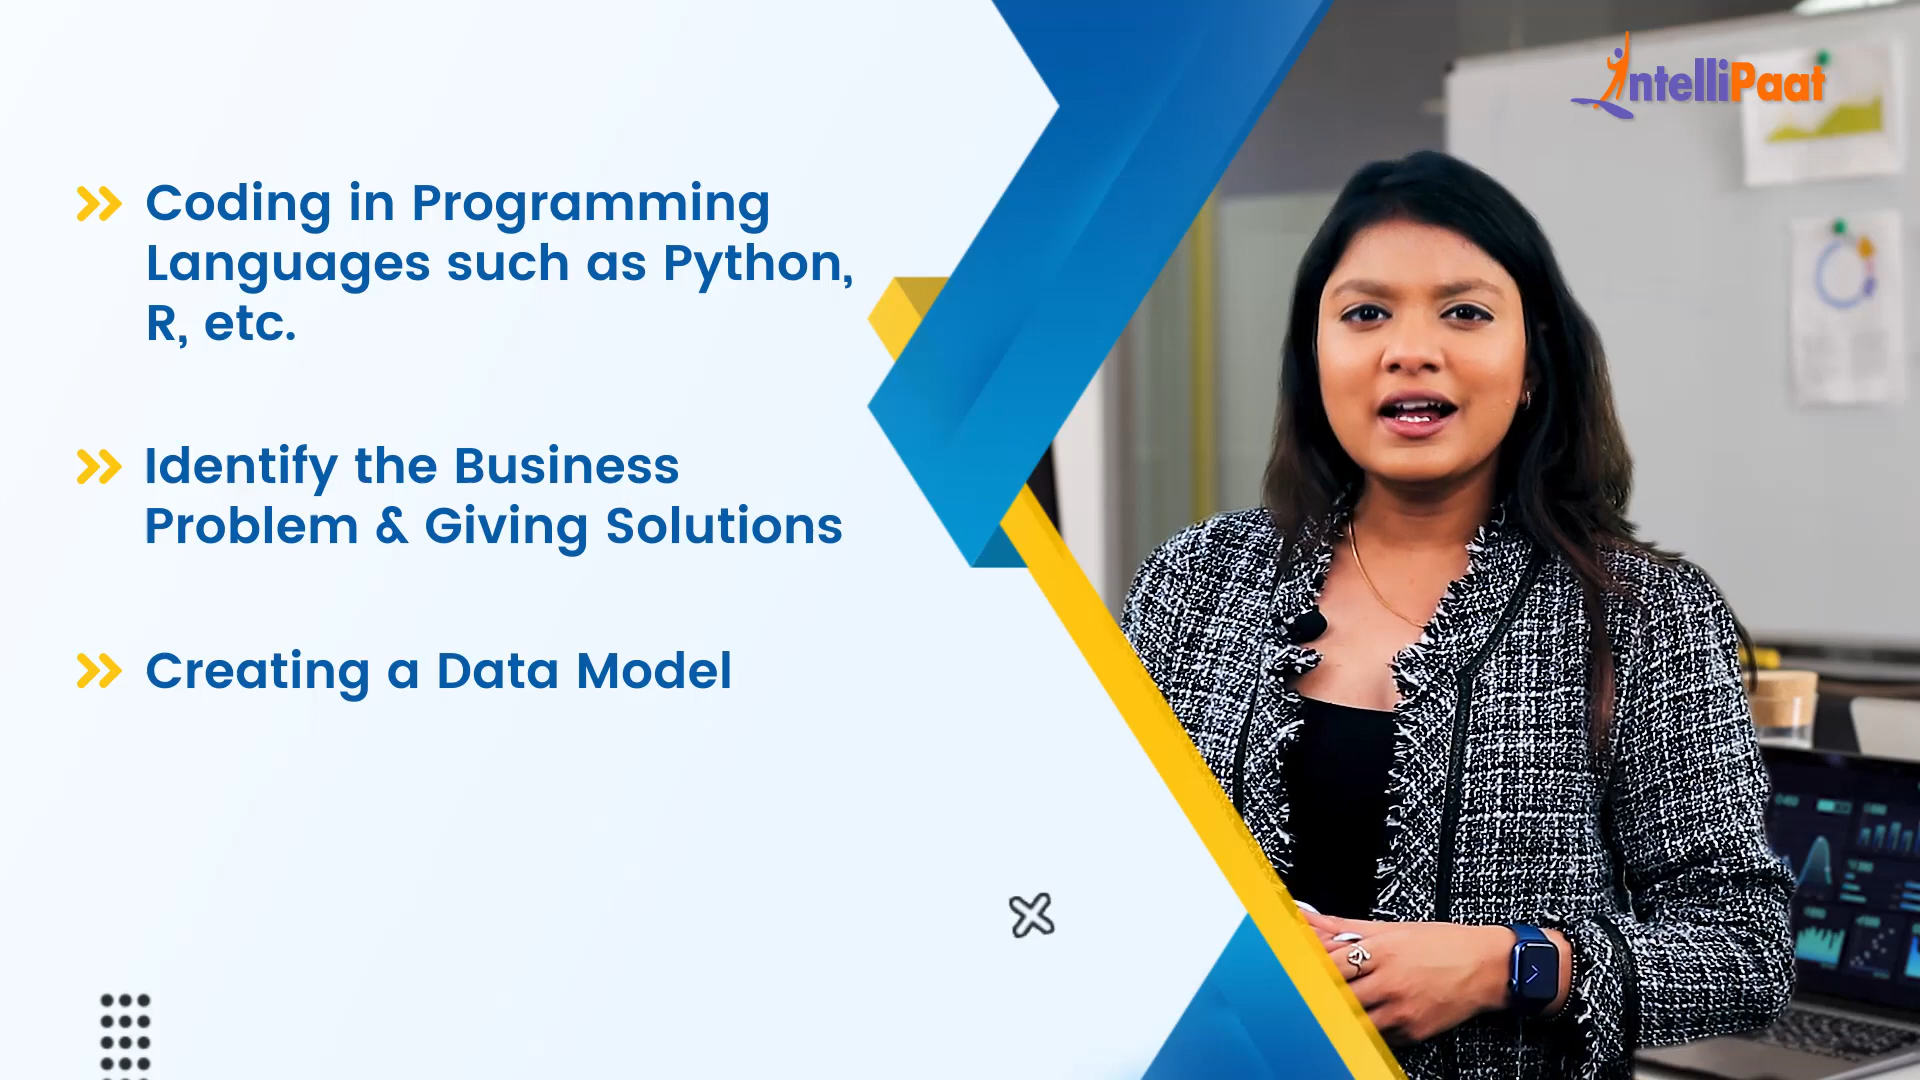 IntelliPaat
Coding in Programming
Languages such as Python,
R, etc.
Identify the Business
Problem & Giving Solutions
Creating a Data Model